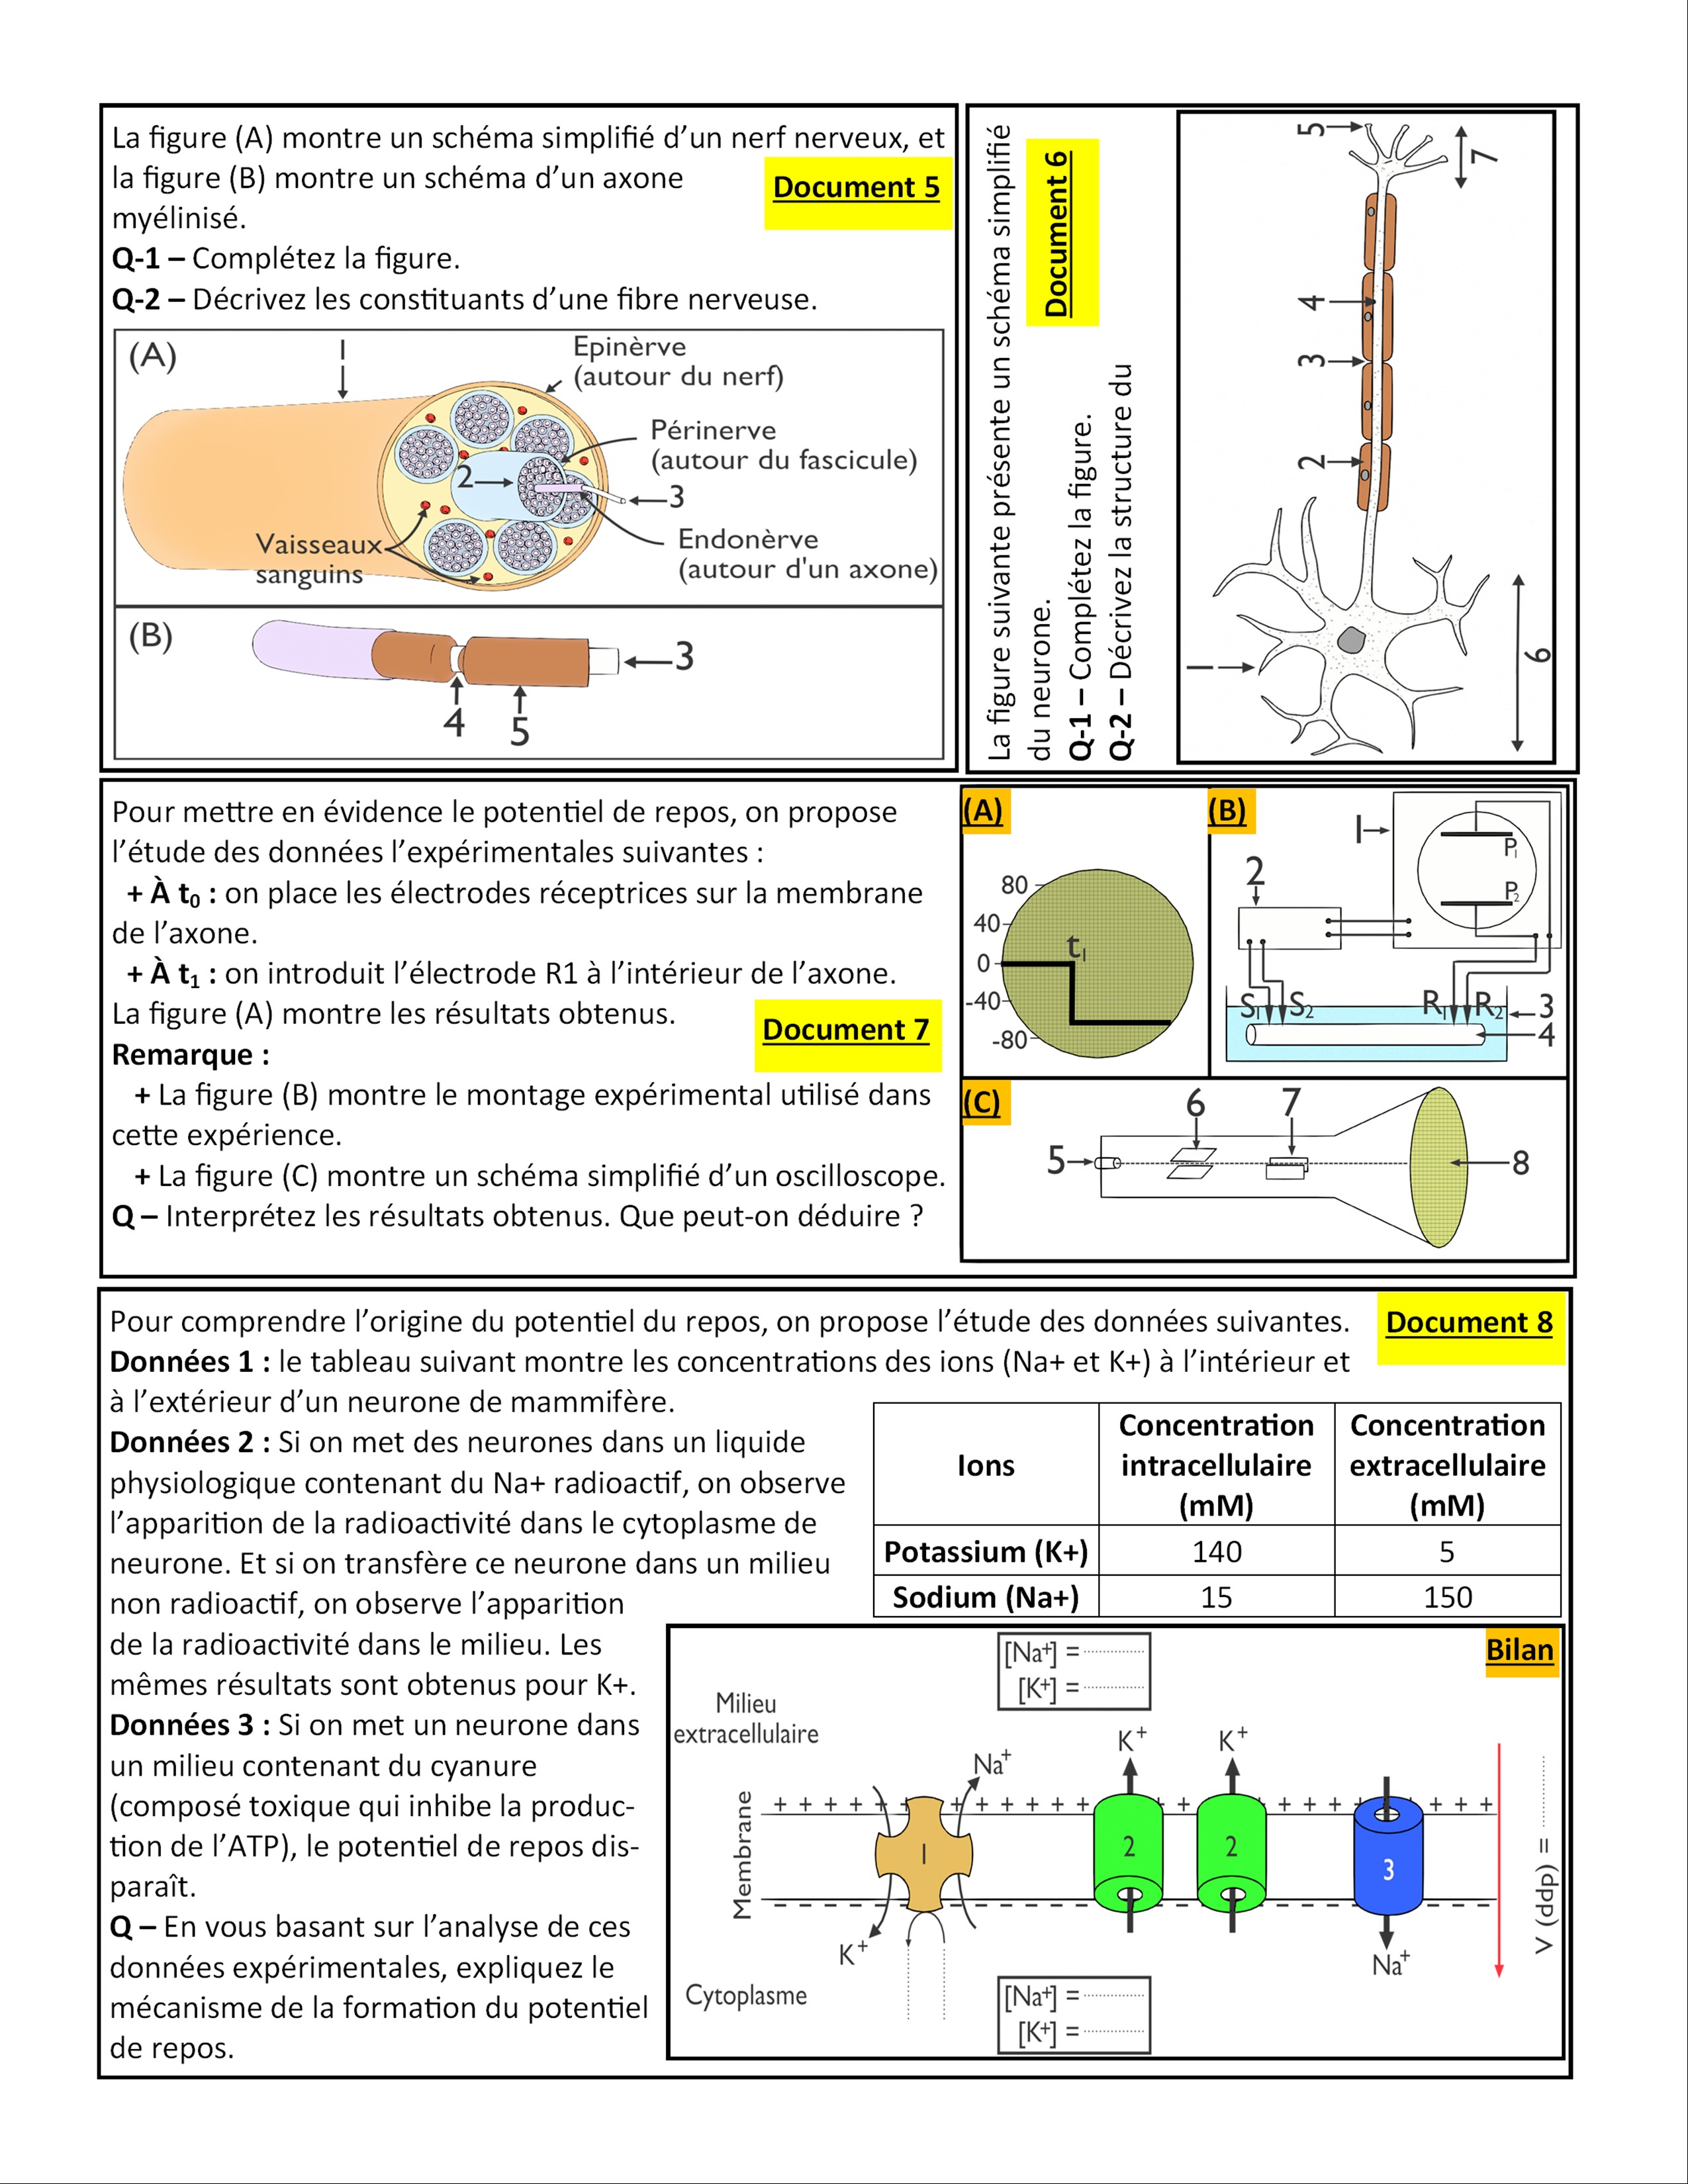 La figure (A) montre un schéma simplifié d’un nerf nerveux, et
la figure (B) montre un schéma d’un axone
myélinisé.
Document 5
Q-1 – Complétez la figure.
Q-2 – Décrivez les constituants d’une fibre nerveuse.
(A)
1
Epinèrve
(autour du nerf)
Périnerve
(autour du fascicule)
2
3
Endonèrve
(autour d'un axone)
Vaisseaux
sanguins
(B)
3
4
5
La figure suivante présente un schéma simplifié
du neurone.
Document 6
Q-1 – Complétez la figure.
Q-2 – Décrivez la structure du
1
2
3
4
5
6
7
Pour mettre en évidence le potentiel de repos, on propose
l’étude des données l’expérimentales suivantes :
+ À t0 : on place les électrodes réceptrices sur la membrane
de l’axone.
+ À t1 : on introduit l’électrode R1 à l’intérieur de l’axone.
La figure (A) montre les résultats obtenus.
Document 7
Remarque :
+ La figure (B) montre le montage expérimental utilisé dans
cette expérience.
+ La figure (C) montre un schéma simplifié d’un oscilloscope.
Q – Interprétez les résultats obtenus. Que peut-on déduire ?
(A)
80
40
0
-40
-80
t1
(B)
1
P1
P2
2
S1 S2 R1 R2
3
4
(C)
5
6
7
8
Pour comprendre l’origine du potentiel du repos, on propose l’étude des données suivantes.
Document 8
Données 1 : le tableau suivant montre les concentrations des ions (Na+ et K+) à l’intérieur et
à l’extérieur d’un neurone de mammifère.
Données 2 : Si on met des neurones dans un liquide
physiologique contenant du Na+ radioactif, on observe
l’apparition de la radioactivité dans le cytoplasme de
neurone. Et si on transfère ce neurone dans un milieu
non radioactif, on observe l’apparition
de la radioactivité dans le milieu. Les
mêmes résultats sont obtenus pour K+.
Données 3 : Si on met un neurone dans
un milieu contenant du cyanure
(composé toxique qui inhibe la produc-
tion de l’ATP), le potentiel de repos dis-
paraît.
Q – En vous basant sur l’analyse de ces
données expérimentales, expliquez le
mécanisme de la formation du potentiel
de repos.
Ions
Concentration
intracellulaire
(mM)
Concentration
extracellulaire
(mM)
Potassium (K+) 140 5
Sodium (Na+) 15 150
Bilan
[Na+] = ..............
[K+] = ..............
Milieu
extracellulaire
Na+
K+
K+
+ + + + + + + + + + + + + + + + + + + +
Membrane
1
2
2
3
K+
Na+
Cytoplasme
[Na+] = ..............
[K+] = ..............
V (ddp) = ..............